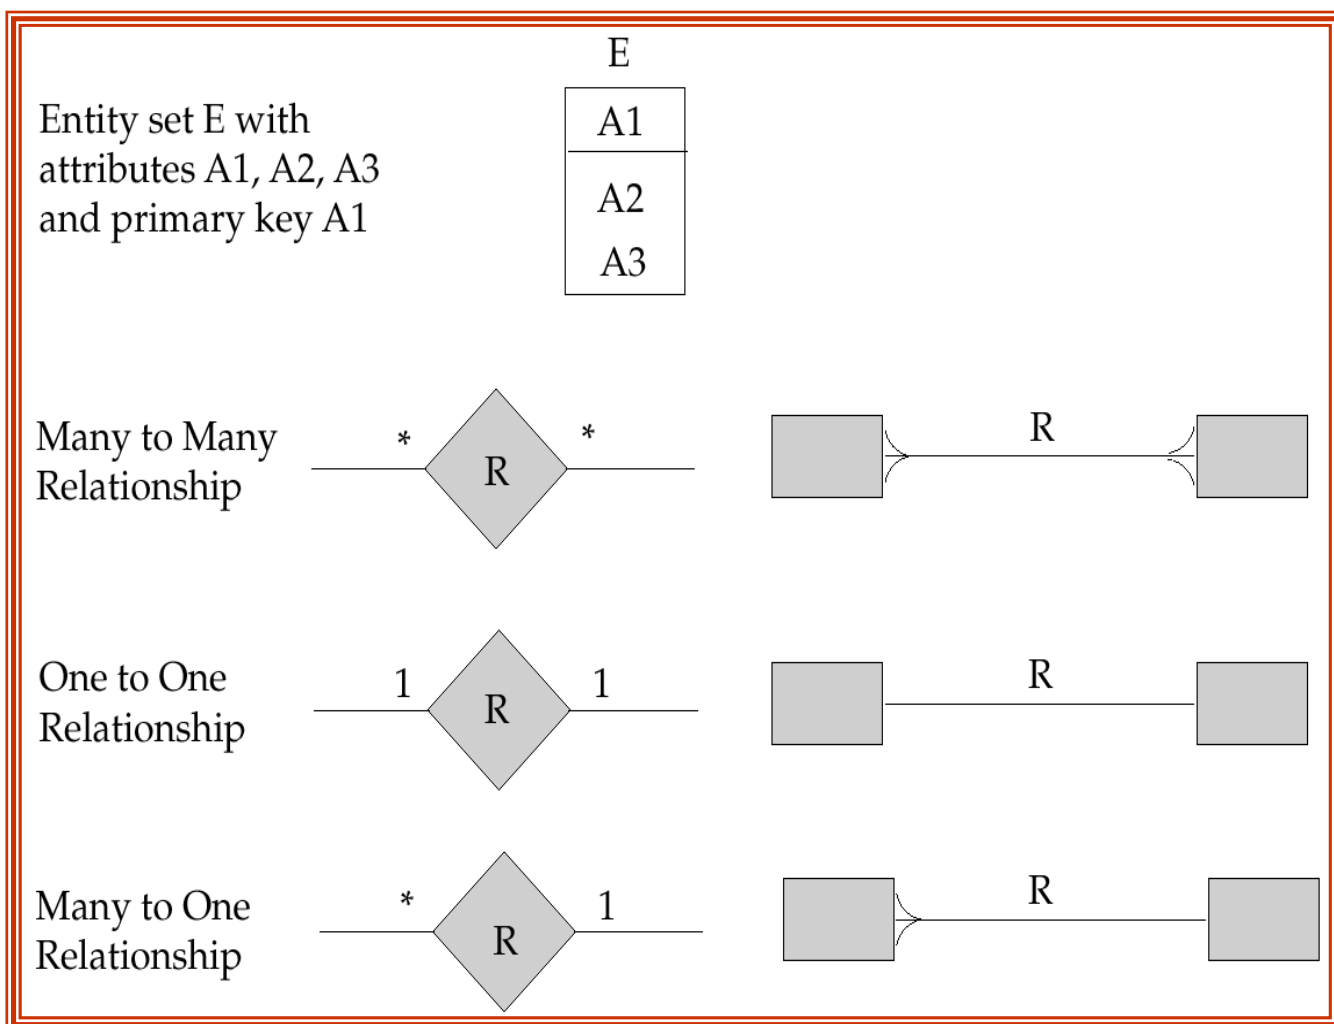 E
Entity set E with
attributes A1, A2, A3
and primary key A1
A1
A2
A3
Many to Many
Relationship
* R *
R
One to One
Relationship
1 R 1
R
Many to One
Relationship
* R 1
R